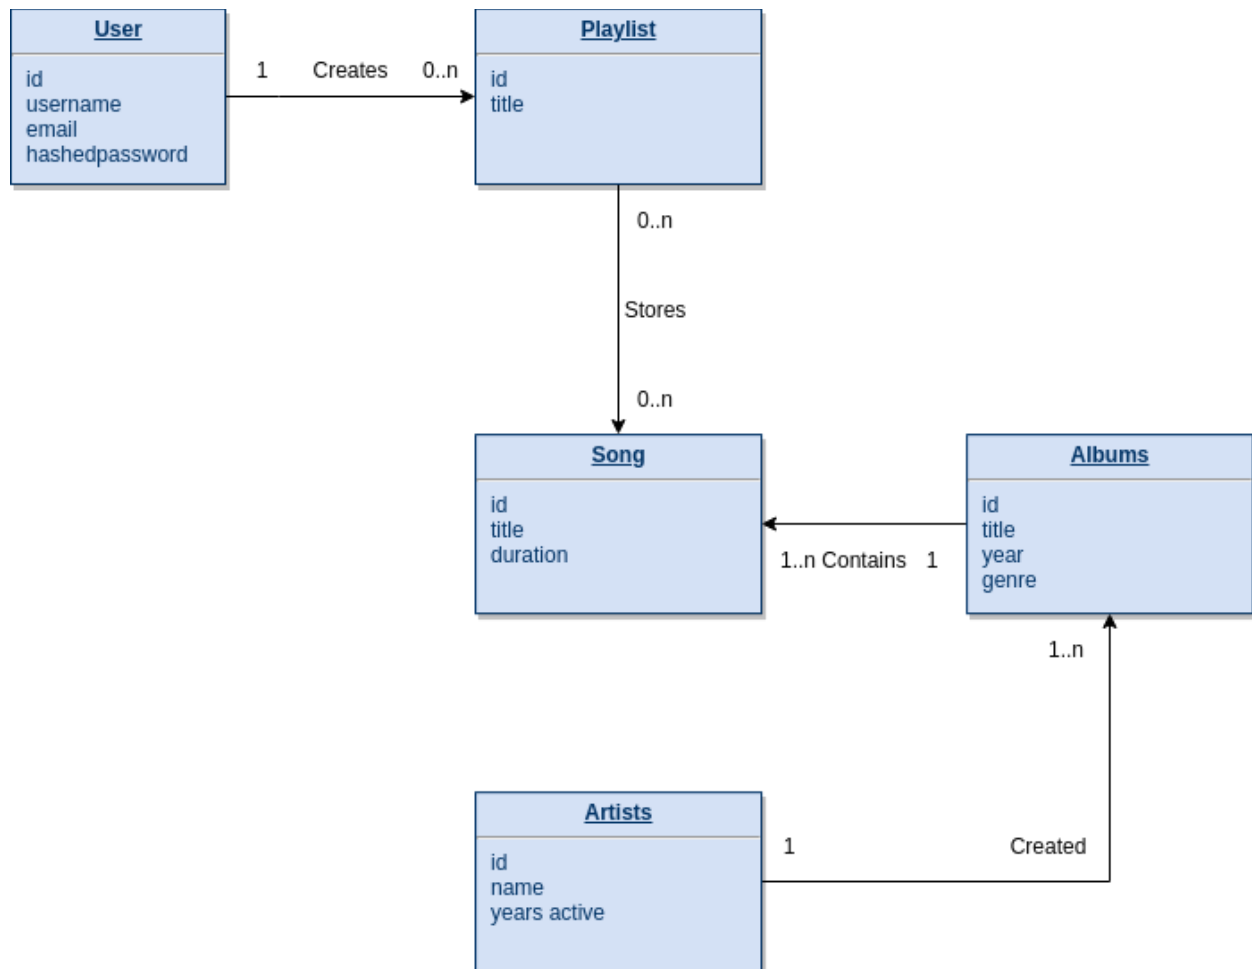 User
id
username
email
hashedpassword
1 Creates 0..n
Playlist
id
title
0..n
Stores
0..n
Song
id
title
duration
1..n Contains 1
Albums
id
title
year
genre
1..n
Artists
id
name
years active
1 Created